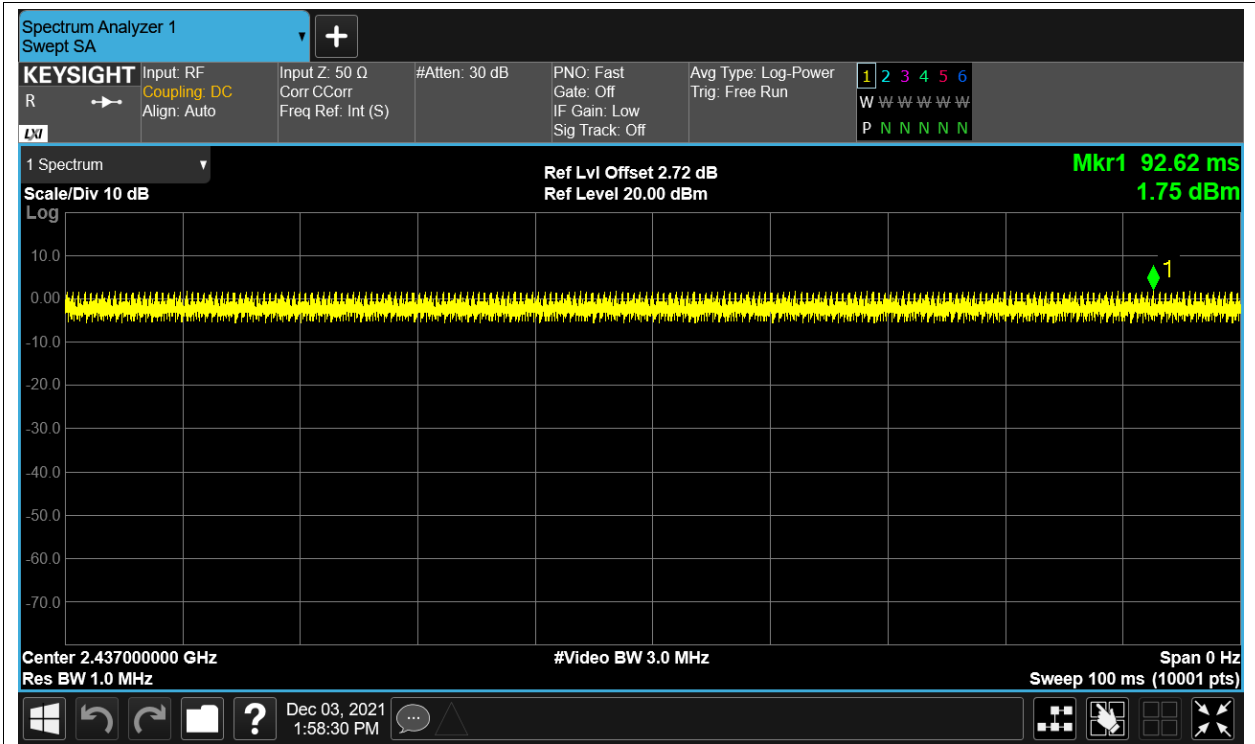 Spectrum Analyzer 1
Swept SA
+
KEYSIGHT
R
LXI
Input: RF
Coupling: DC
Align: Auto
Input Z: 50 Ω
Corr CCorr
Freq Ref: Int (S)
#Atten: 30 dB
PNO: Fast
Gate: Off
IF Gain: Low
Sig Track: Off
Avg Type: Log-Power
Trig: Free Run
1 2 3 4 5 6
W W W W W W
P N N N N N
1 Spectrum
Scale/Div 10 dB
Log
Ref Lvl Offset 2.72 dB
Ref Level 20.00 dBm
Mkr1 92.62 ms
1.75 dBm
10.0
1
0.00
-10.0
-20.0
-30.0
-40.0
-50.0
-60.0
-70.0
Center 2.437000000 GHz
Res BW 1.0 MHz
#Video BW 3.0 MHz
Span 0 Hz
Sweep 100 ms (10001 pts)
?
Dec 03, 2021
1:58:30 PM